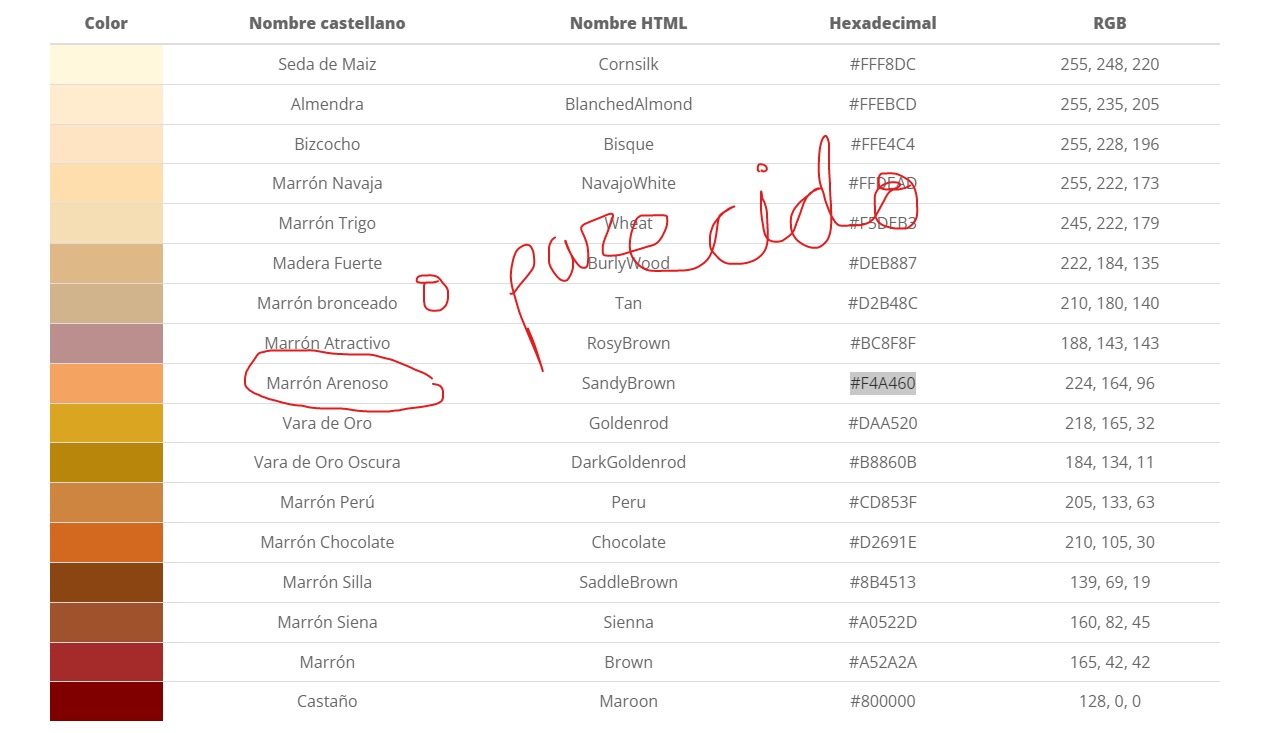 Color Nombre castellano Nombre HTML Hexadecimal RGB
Seda de Maiz Cornsilk #FFF8DC 255, 248, 220
Almendra BlanchedAlmond #FFEBCD 255, 235, 205
Bizcocho Bisque #FFE4C4 255, 228, 196
Marrón Navaja NavajoWhite #FFDEAD 255, 222, 173
Marrón Trigo Wheat #F5DEB3 245, 222, 179
Madera Fuerte BurlyWood #DEB887 222, 184, 135
o parecido
Marrón bronceado Tan #D2B48C 210, 180, 140
Marrón Atractivo RosyBrown #BC8F8F 188, 143, 143
Marrón Arenoso SandyBrown #F4A460 224, 164, 96
Vara de Oro Goldenrod #DAA520 218, 165, 32
Vara de Oro Oscura DarkGoldenrod #B8860B 184, 134, 11
Marrón Perú Peru #CD853F 205, 133, 63
Marrón Chocolate Chocolate #D2691E 210, 105, 30
Marrón Silla SaddleBrown #8B4513 139, 69, 19
Marrón Siena Sienna #A0522D 160, 82, 45
Marrón Brown #A52A2A 165, 42, 42
Castaño Maroon #800000 128, 0, 0